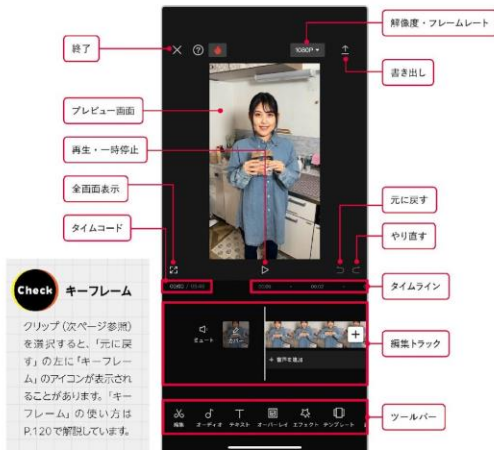 解像度・フレームレート
終了
1080P
書き出し
プレビュー画面
再生・一時停止
全画面表示
元に戻す
タイムコード
やり直す
タイムライン
ミュート
カバー
+ 音声を追加
編集トラック
編集
オーディオ
テキスト
オーバーレイ
エフェクト
テンプレート
ツールバー
Check
キーフレーム
クリップ（次ページ参照）
を選択すると、「元に戻
す」の左に「キーフレー
ム」のアイコンが表示され
ることがあります。「キー
フレーム」の使い方は
P.120で解説しています。